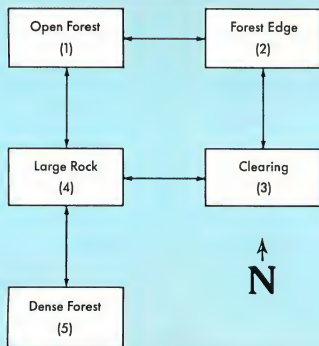 Open Forest
(1)
Forest Edge
(2)
Large Rock
(4)
Clearing
(3)
N
Dense Forest
(5)